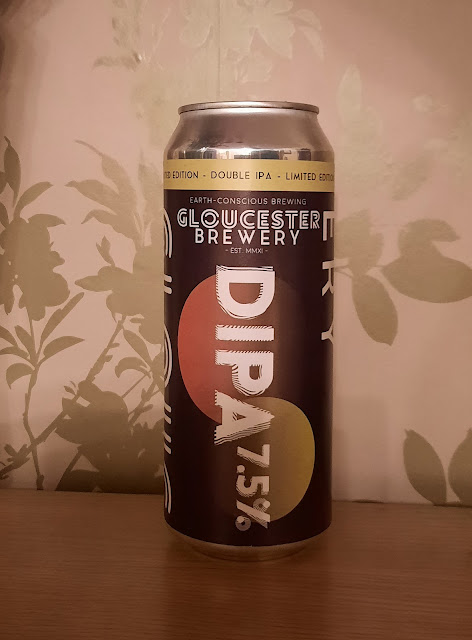 ED EDITION - DOUBLE IPA - LIMITED EDITION
EARTH-CONSCIOUS BREWING
GLOUCESTER
BREWERY
- EST. MMXI -
DIPA 7.5%
ERY